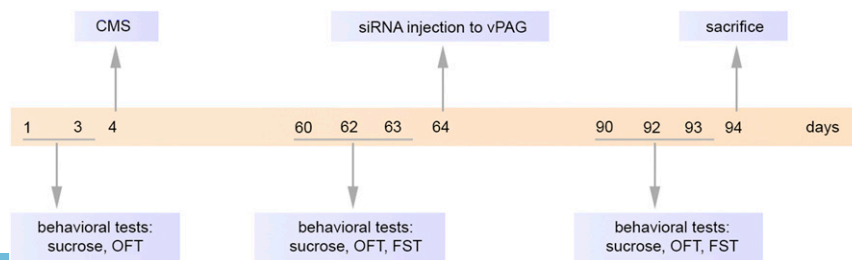 CMS
siRNA injection to vPAG
sacrifice
1 3 4 60 62 63 64 90 92 93 94 days
behavioral tests:
sucrose, OFT
behavioral tests:
sucrose, OFT, FST
behavioral tests:
sucrose, OFT, FST